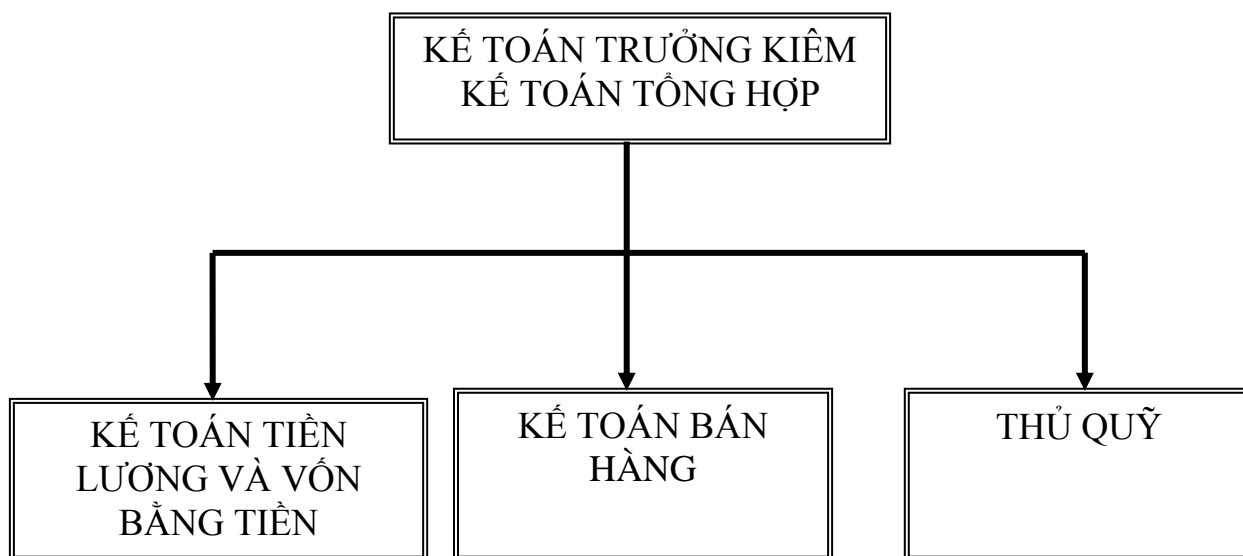 KẾ TOÁN TRƯỞNG KIÊM
KẾ TOÁN TỔNG HỢP
KẾ TOÁN TIỀN
LƯƠNG VÀ VỐN
BẰNG TIỀN
KẾ TOÁN BÁN
HÀNG
THỦ QUỸ